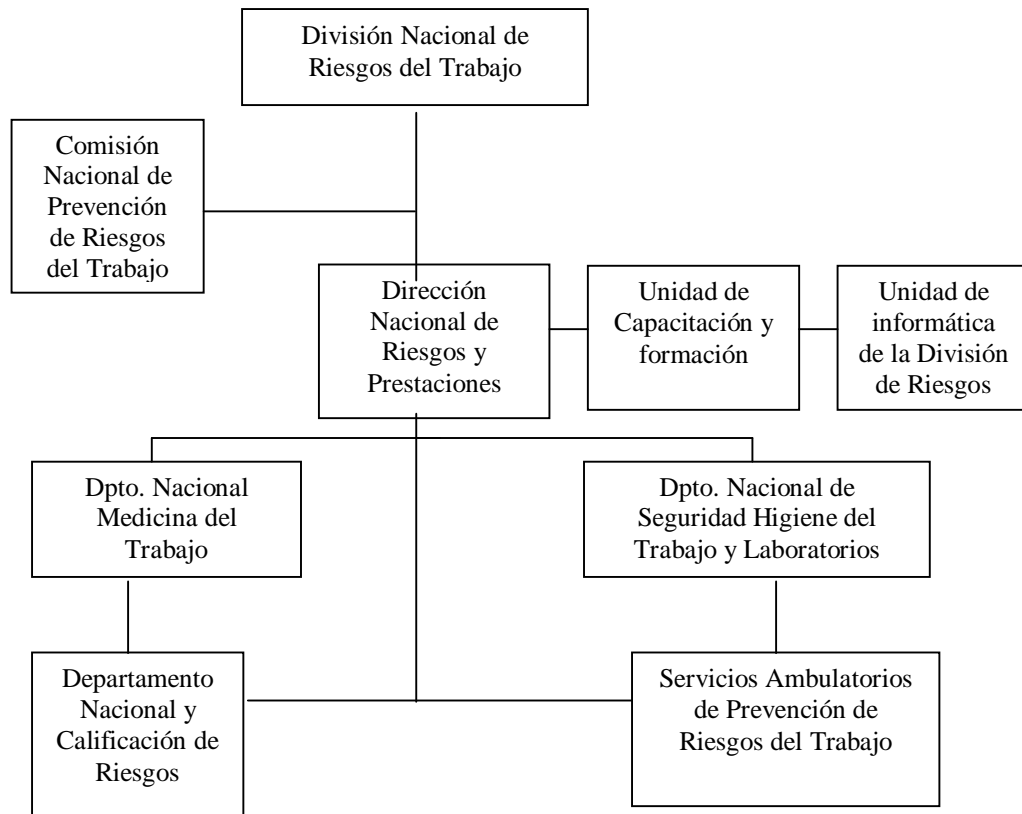 División Nacional de
Riesgos del Trabajo
Comisión
Nacional de
Prevención
de Riesgos
del Trabajo
Dirección
Nacional de
Riesgos y
Prestaciones
Unidad de
Capacitación y
formación
Unidad de
informática
de la División
de Riesgos
Dpto. Nacional
Medicina del
Trabajo
Dpto. Nacional de
Seguridad Higiene del
Trabajo y Laboratorios
Departamento
Nacional y
Calificación de
Riesgos
Servicios Ambulatorios
de Prevención de
Riesgos del Trabajo